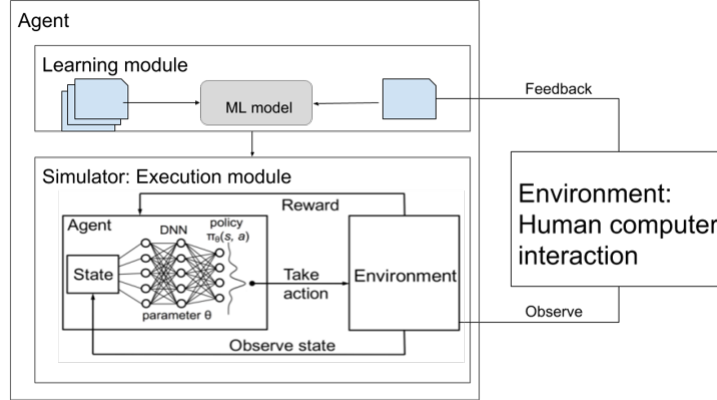 Agent
Learning module
ML model
Feedback
Simulator: Execution module
Reward
Agent
DNN
policy
πθ(s, a)
State
parameter θ
Take
action
Environment
Observe state
Environment:
Human computer
interaction
Observe